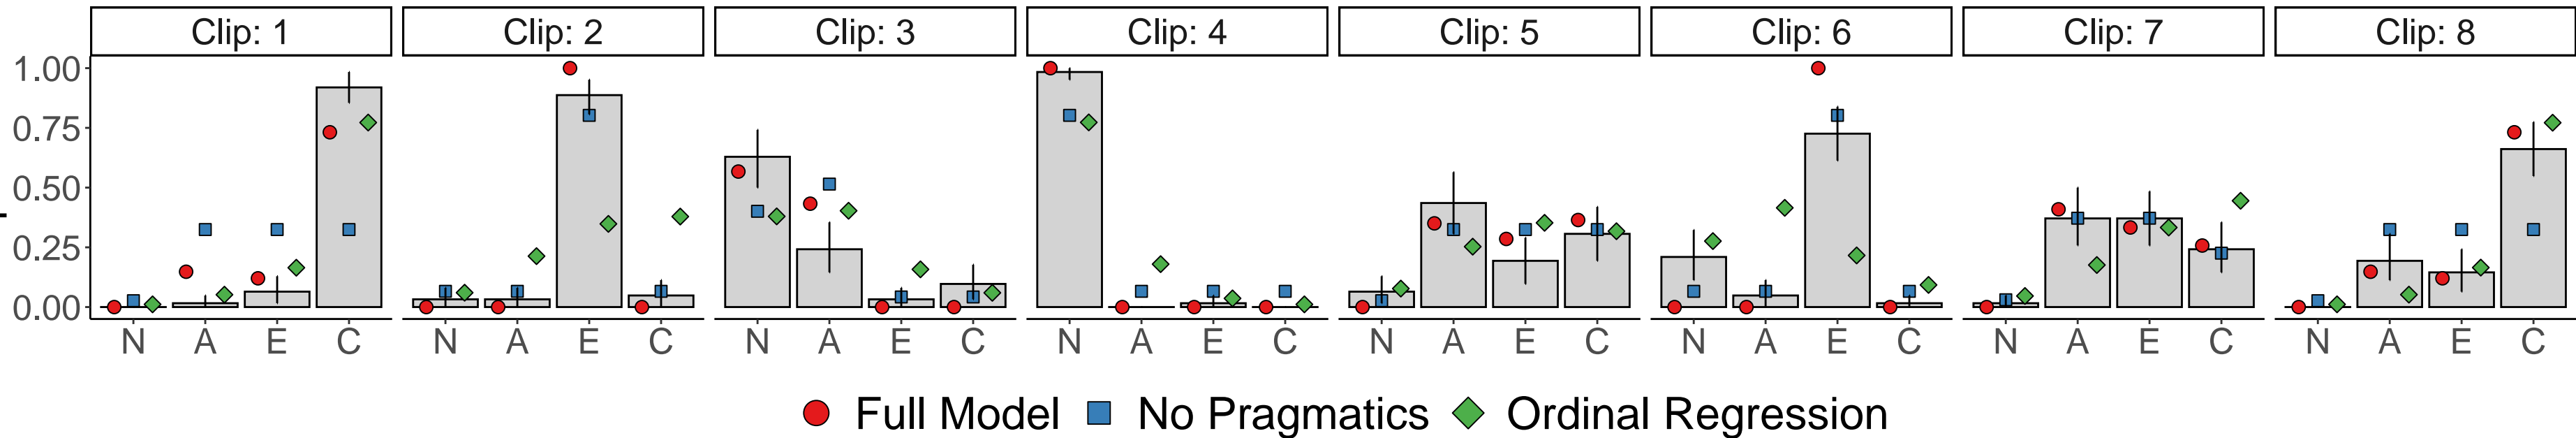 Clip: 1 Clip: 2 Clip: 3 Clip: 4 Clip: 5 Clip: 6 Clip: 7 Clip: 8
1.00
0.75
0.50
0.25
0.00
N A E C N A E C N A E C N A E C N A E C N A E C N A E C N A E C
Full Model No Pragmatics Ordinal Regression